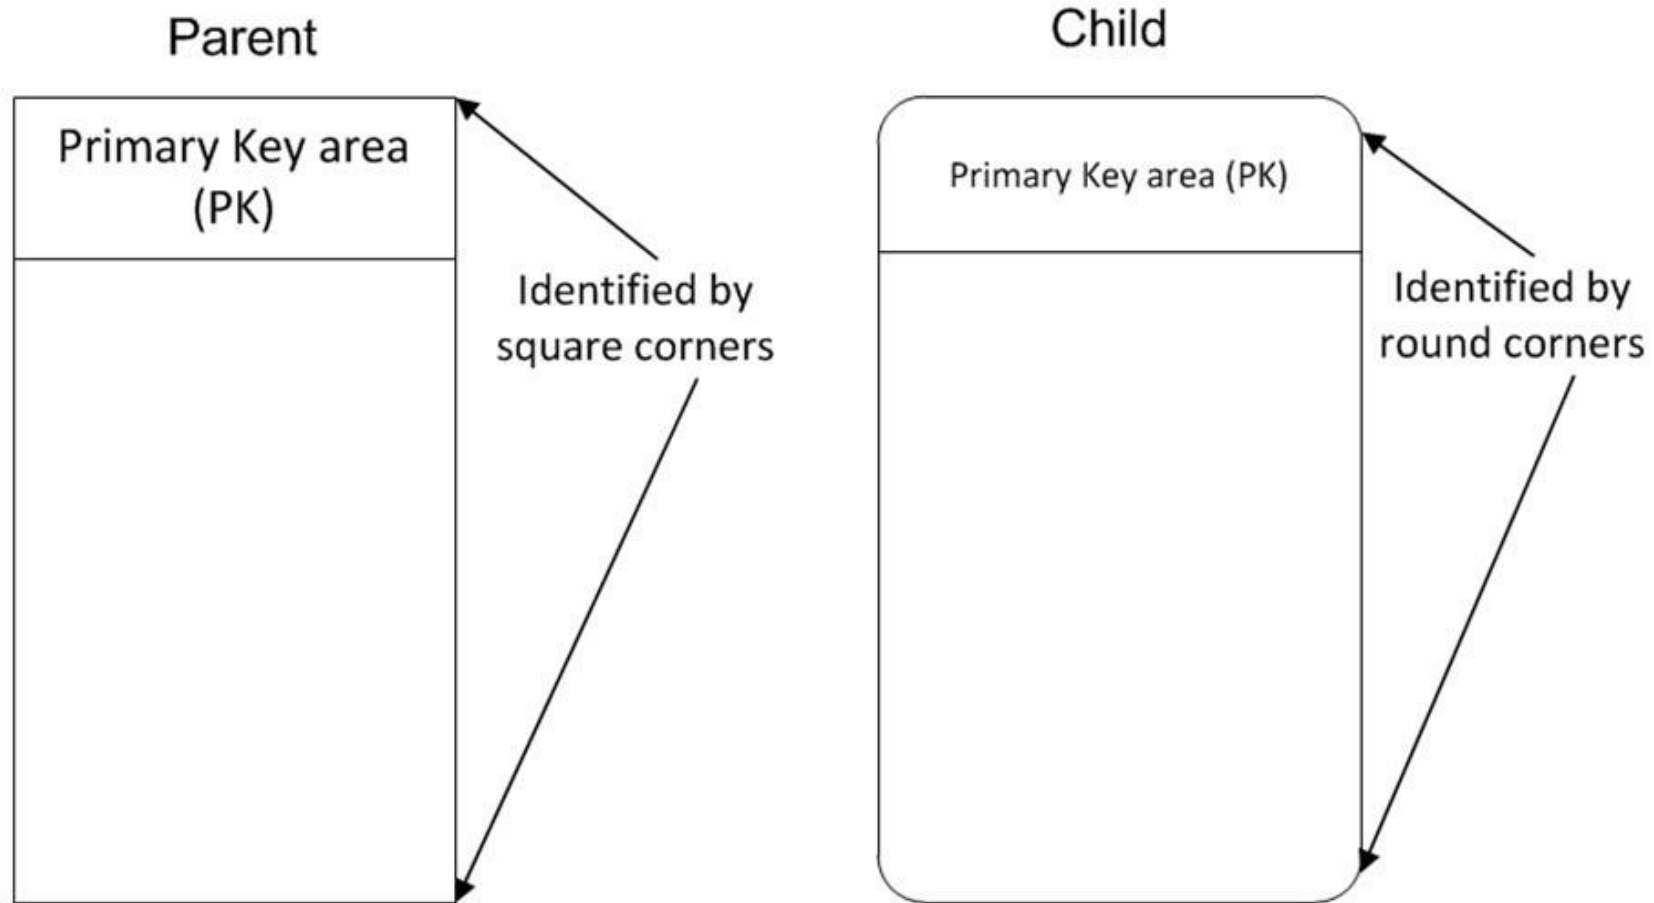 Parent
Primary Key area
(PK)
Identified by
square corners
Child
Primary Key area (PK)
Identified by
round corners